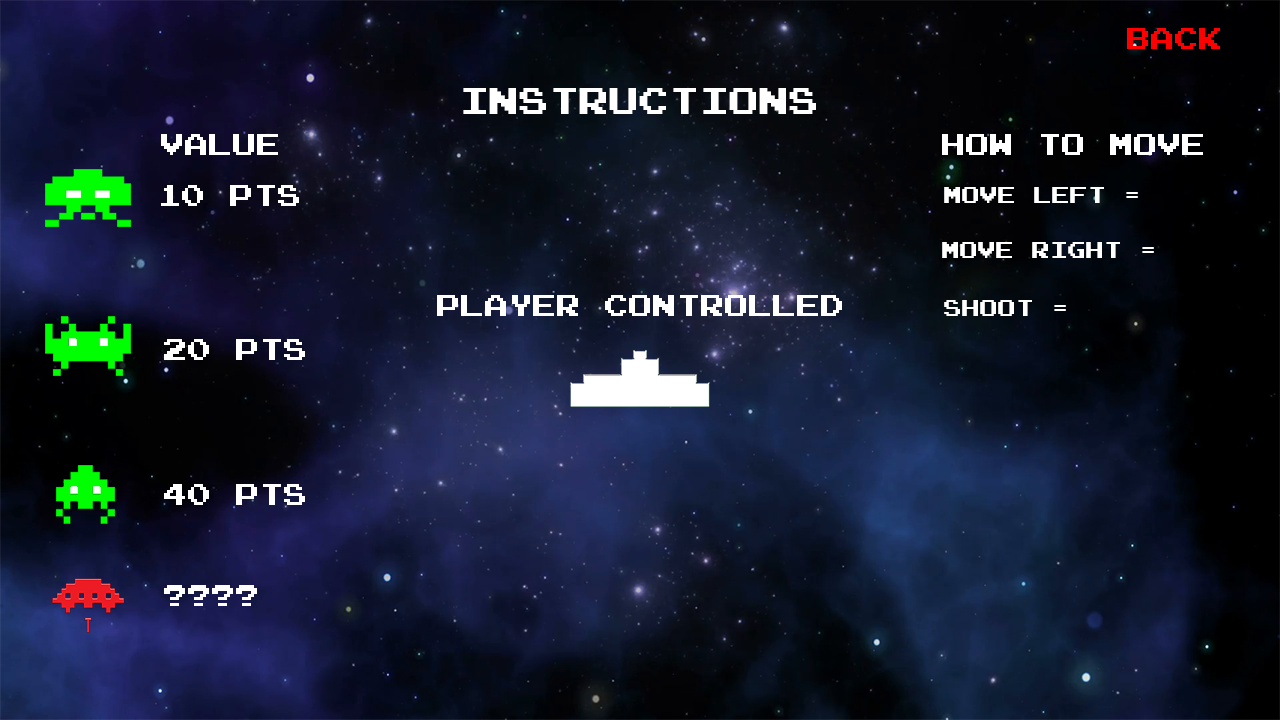 BACK
INSTRUCTIONS
VALUE
10 PTS
20 PTS
40 PTS
????
PLAYER CONTROLLED
HOW TO MOVE
MOVE LEFT =
MOVE RIGHT =
SHOOT =